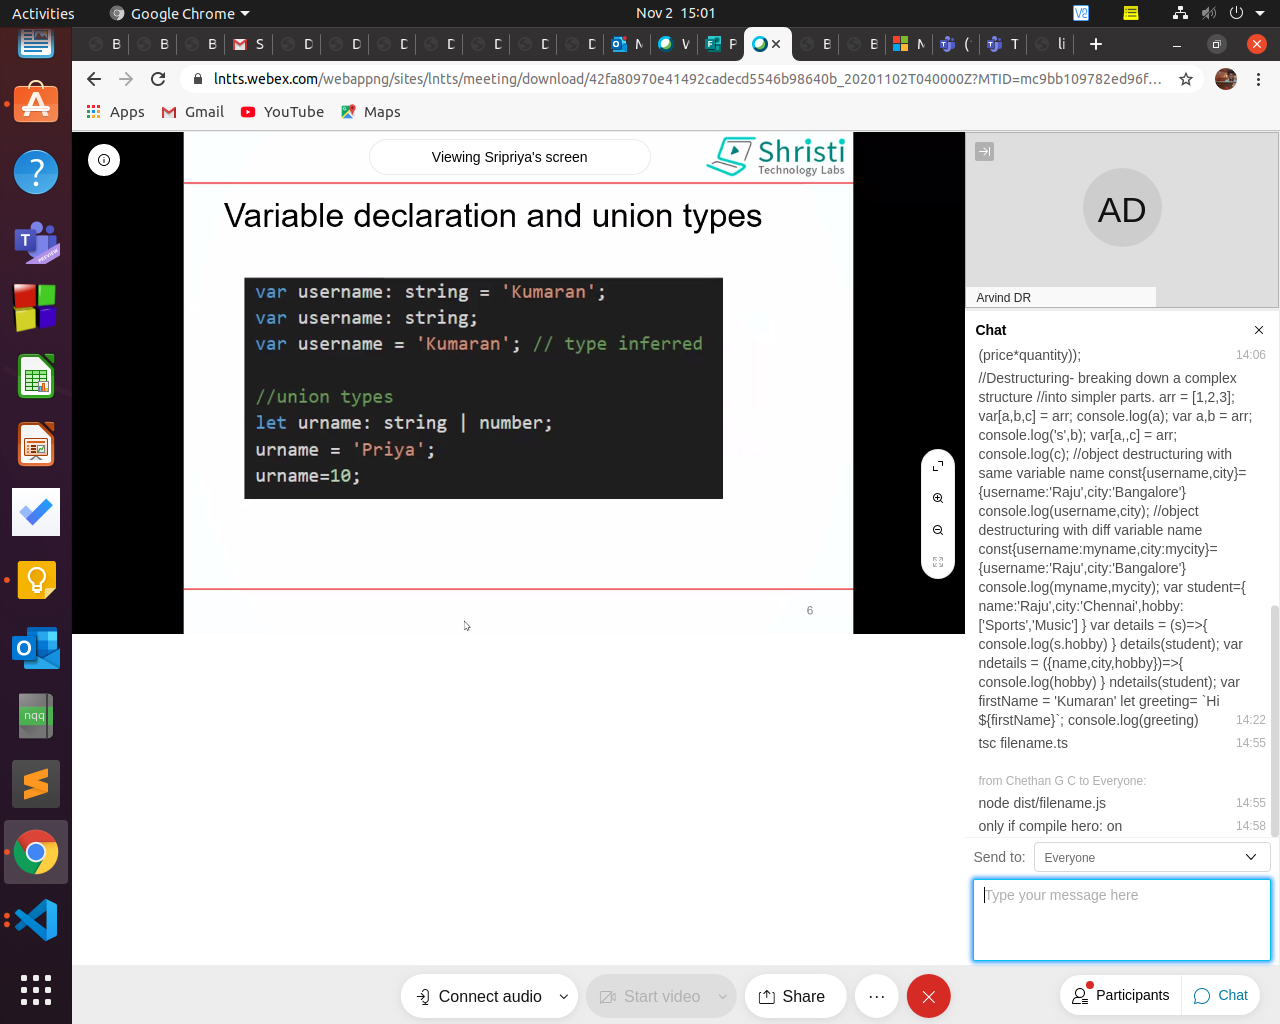 Activities
Google Chrome
Nov 2 15:01
B
B
B
S
D
D
D
D
D
D
D
N
V
P
B
B
N
(
T
li
lntts.webex.com/webappng/sites/lntts/meeting/download/42fa80970e41492cadecd5546b98640b_20201102T040000Z?MTID=mc9bb109782ed96f...
Apps
Gmail
YouTube
Maps
Viewing Sripriya's screen
Shristi
Technology Labs
Variable declaration and union types
var username: string = 'Kumaran';
var username: string;
var username = 'Kumaran'; // type inferred
//union types
let urname: string | number;
urname = 'Priya';
urname=10;
6
AD
Arvind DR
Chat
(price*quantity));
14:06
//Destructuring- breaking down a complex
structure //into simpler parts. arr = [1,2,3];
var[a,b,c] = arr; console.log(a); var a,b = arr;
console.log('s',b); var[a,,c] = arr;
console.log(c); //object destructuring with
same variable name const{username,city}=
{username:'Raju',city:'Bangalore'}
console.log(username,city); //object
destructuring with diff variable name
const{username:myname,city:mycity}=
{username:'Raju',city:'Bangalore'}
console.log(myname,mycity); var student={
name:'Raju',city:'Chennai',hobby:
['Sports','Music'] } var details = (s)=>{
console.log(s.hobby) } details(student); var
ndetails = ({name,city,hobby})=>{
console.log(hobby) } ndetails(student); var
firstName = 'Kumaran' let greeting= `Hi
${firstName}`; console.log(greeting)
14:22
tsc filename.ts
14:55
from Chethan G C to Everyone:
node dist/filename.js
14:55
only if compile hero: on
14:58
Send to:
Everyone
Type your message here
Connect audio
Start video
Share
Participants
Chat
nqq
PREVIEW